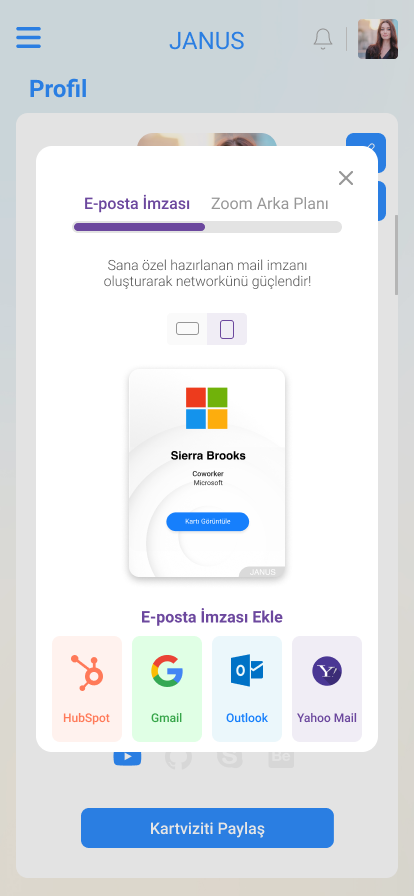 JANUS
Profil
E-posta İmzası
Zoom Arka Planı
Sana özel hazırlanan mail imzanı
oluşturarak networkünü güçlendir!
Sierra Brooks
Coworker
Microsoft
Kartı Görüntüle
JANUS
E-posta İmzası Ekle
HubSpot
Gmail
Outlook
Yahoo Mail
Kartviziti Paylaş